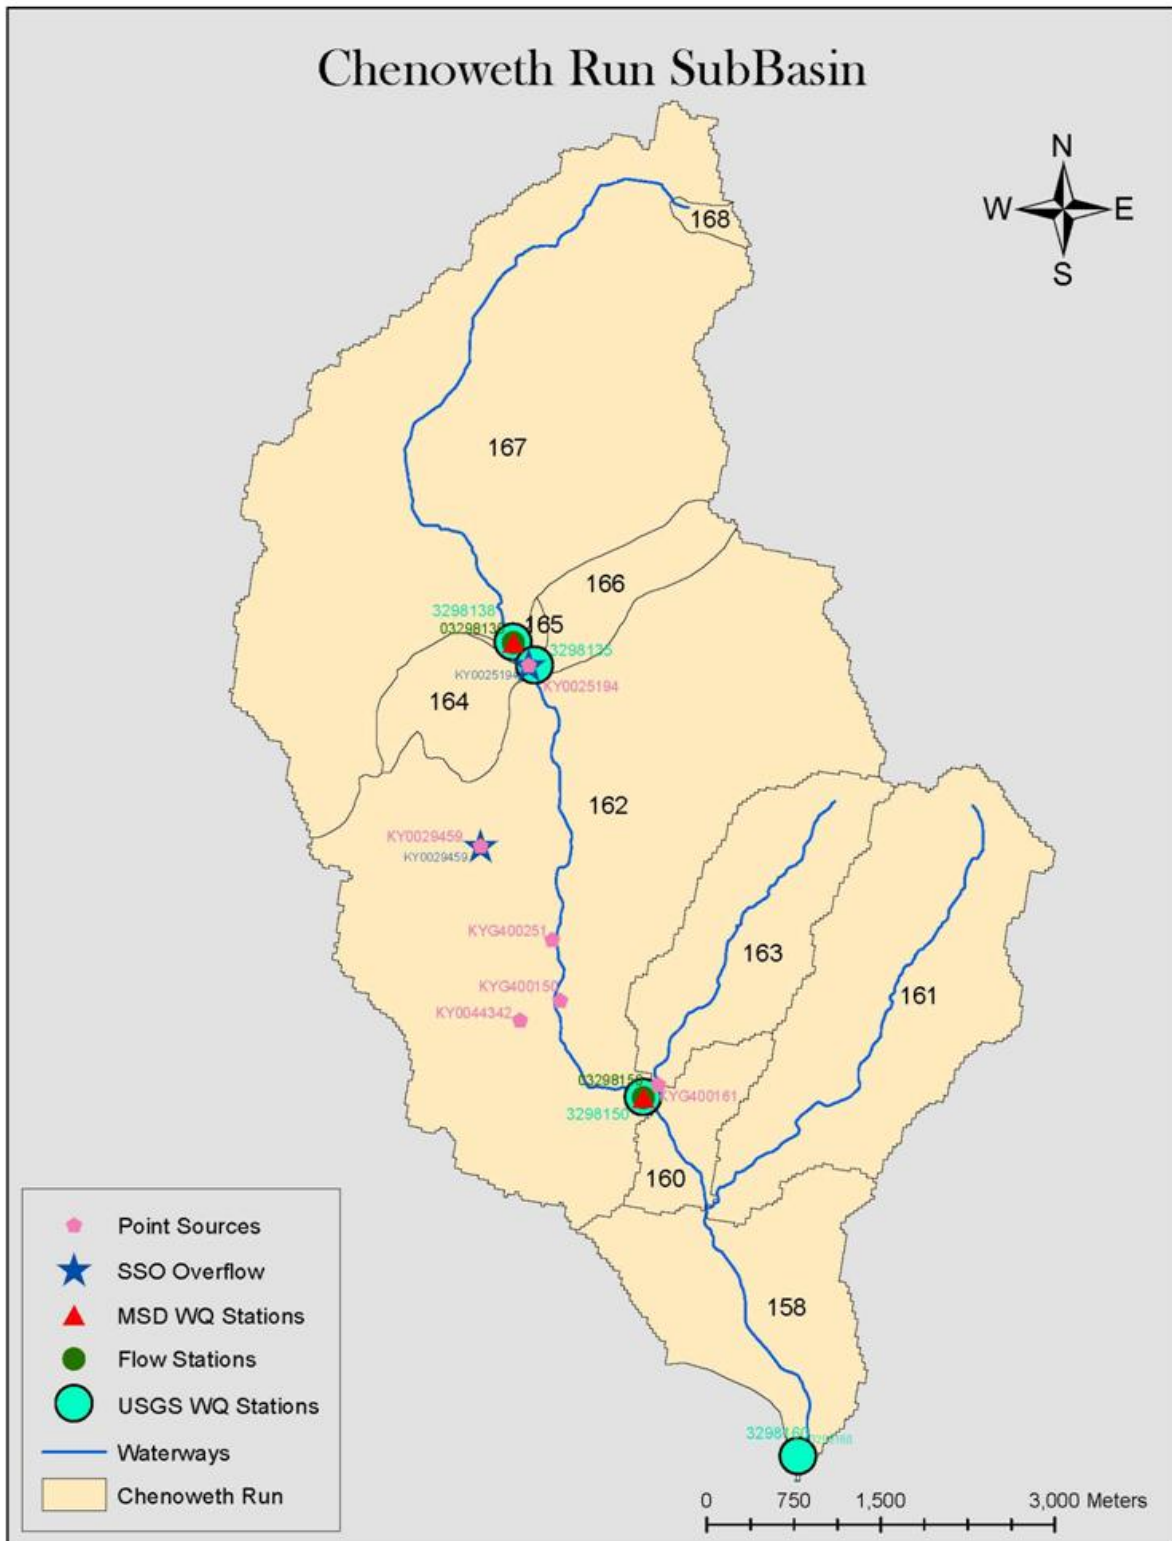 Chenoweth Run SubBasin
N
W E
S
168
167
166
3298138
165
3298135
KY0025194
KY0025194
164
162
KY0029459
KY0029459
KYG400251
163
161
KYG400150
KY0044342
KYG400161
3298150
160
158
3298160
Point Sources
SSO Overflow
MSD WQ Stations
Flow Stations
USGS WQ Stations
Waterways
Chenoweth Run
0 750 1,500 3,000 Meters